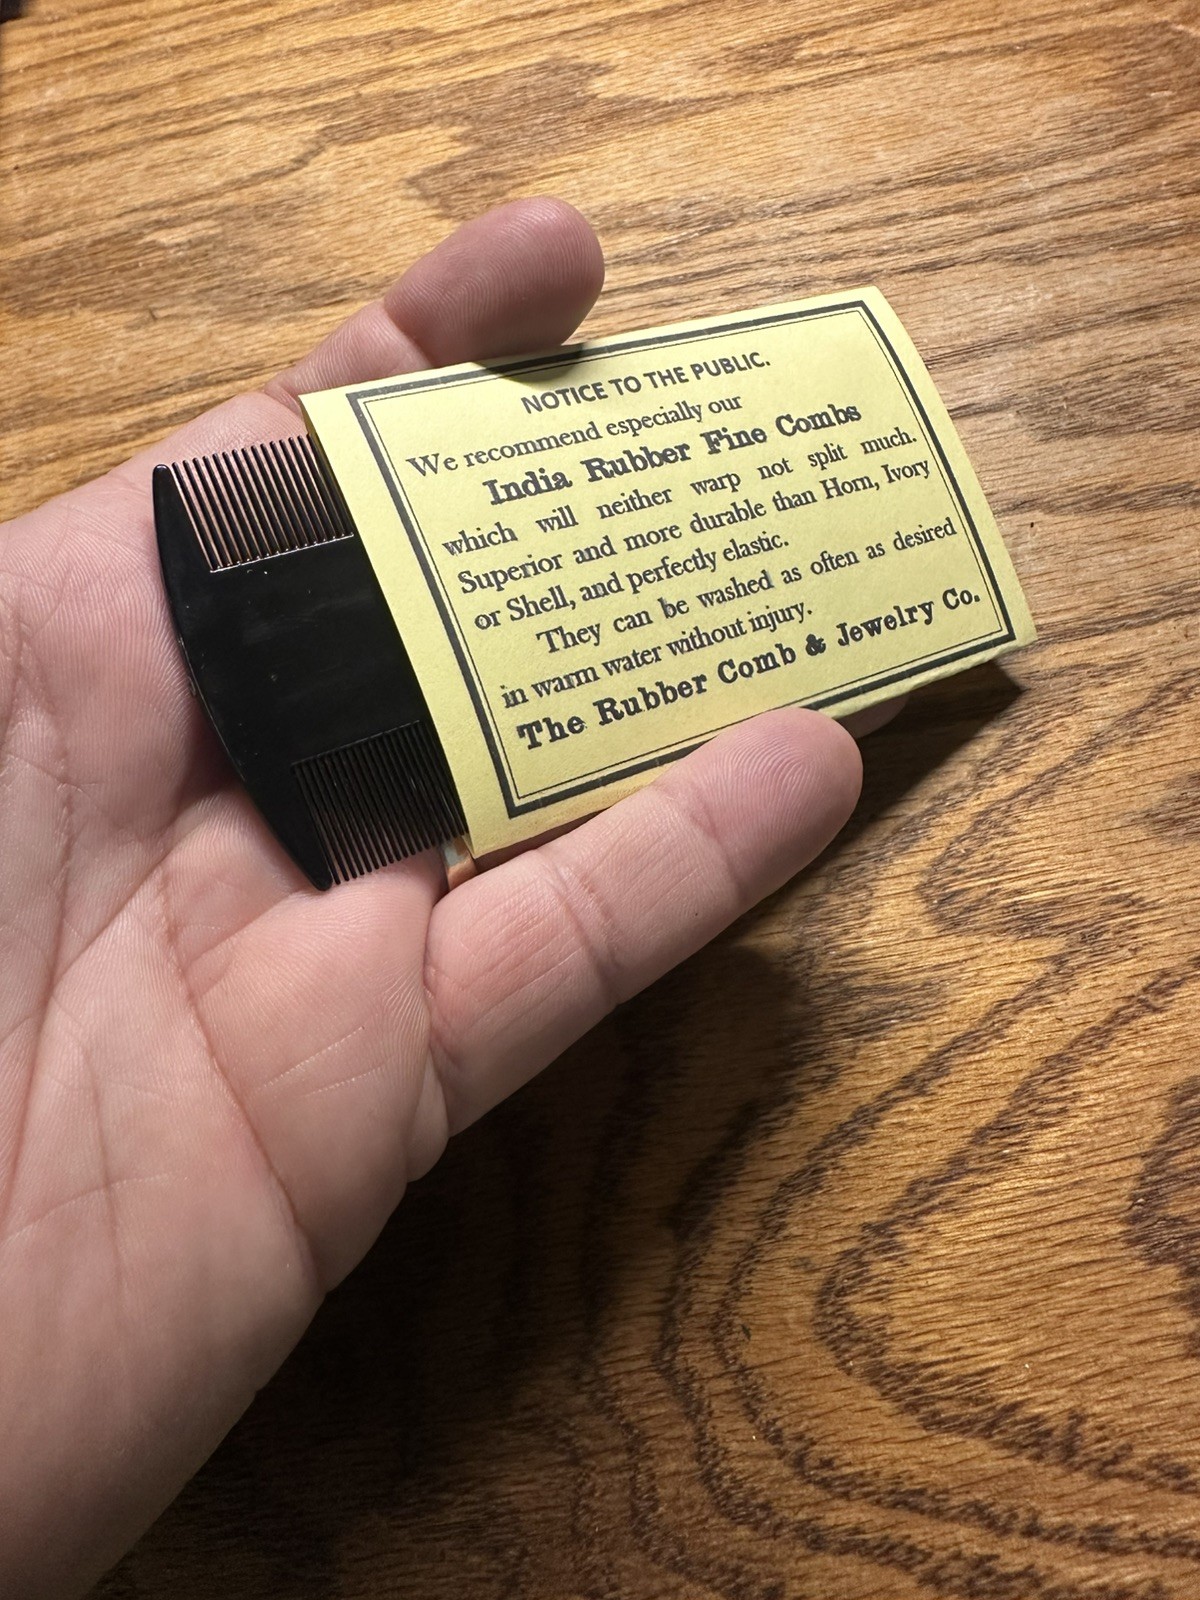 NOTICE TO THE PUBLIC.
We recommend especially our
India Rubber Fine Combs
which will neither warp not split much.
Superior and more durable than Horn, Ivory
or Shell, and perfectly elastic.
They can be washed as often as desired
in warm water without injury.
The Rubber Comb & Jewelry Co.